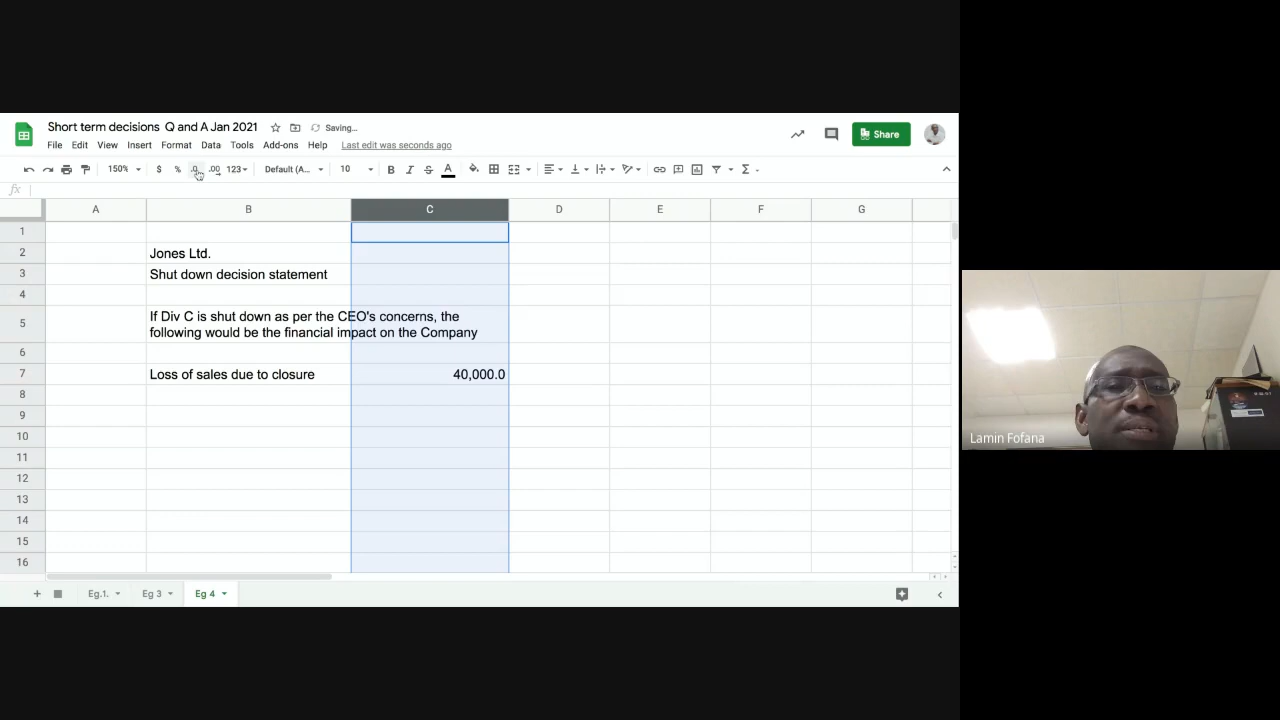 Short term decisions Q and A Jan 2021 Saving...
File Edit View Insert Format Data Tools Add-ons Help Last edit was seconds ago
Share
150% $ % .0 .00 123 Default (A... 10 B I S A Σ
fx
A B C D E F G
1
2 Jones Ltd.
3 Shut down decision statement
4
5 If Div C is shut down as per the CEO's concerns, the
following would be the financial impact on the Company
6
7 Loss of sales due to closure 40,000.0
8
9
10
11
12
13
14
15
16
Lamin Fofana
+ Eg.1. Eg 3 Eg 4